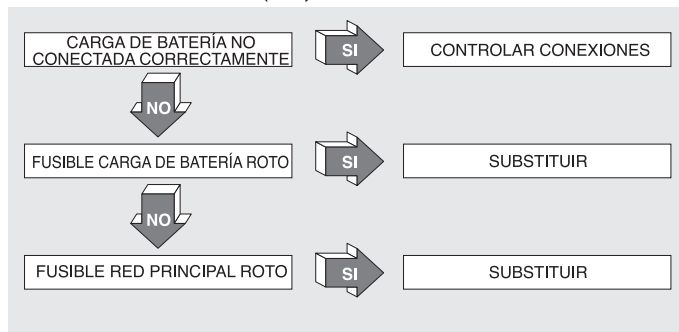 CARGA DE BATERÍA NO
CONECTADA CORRECTAMENTE
SI
CONTROLAR CONEXIONES
NO
FUSIBLE CARGA DE BATERÍA ROTO
SI
SUBSTITUIR
NO
FUSIBLE RED PRINCIPAL ROTO
SI
SUBSTITUIR